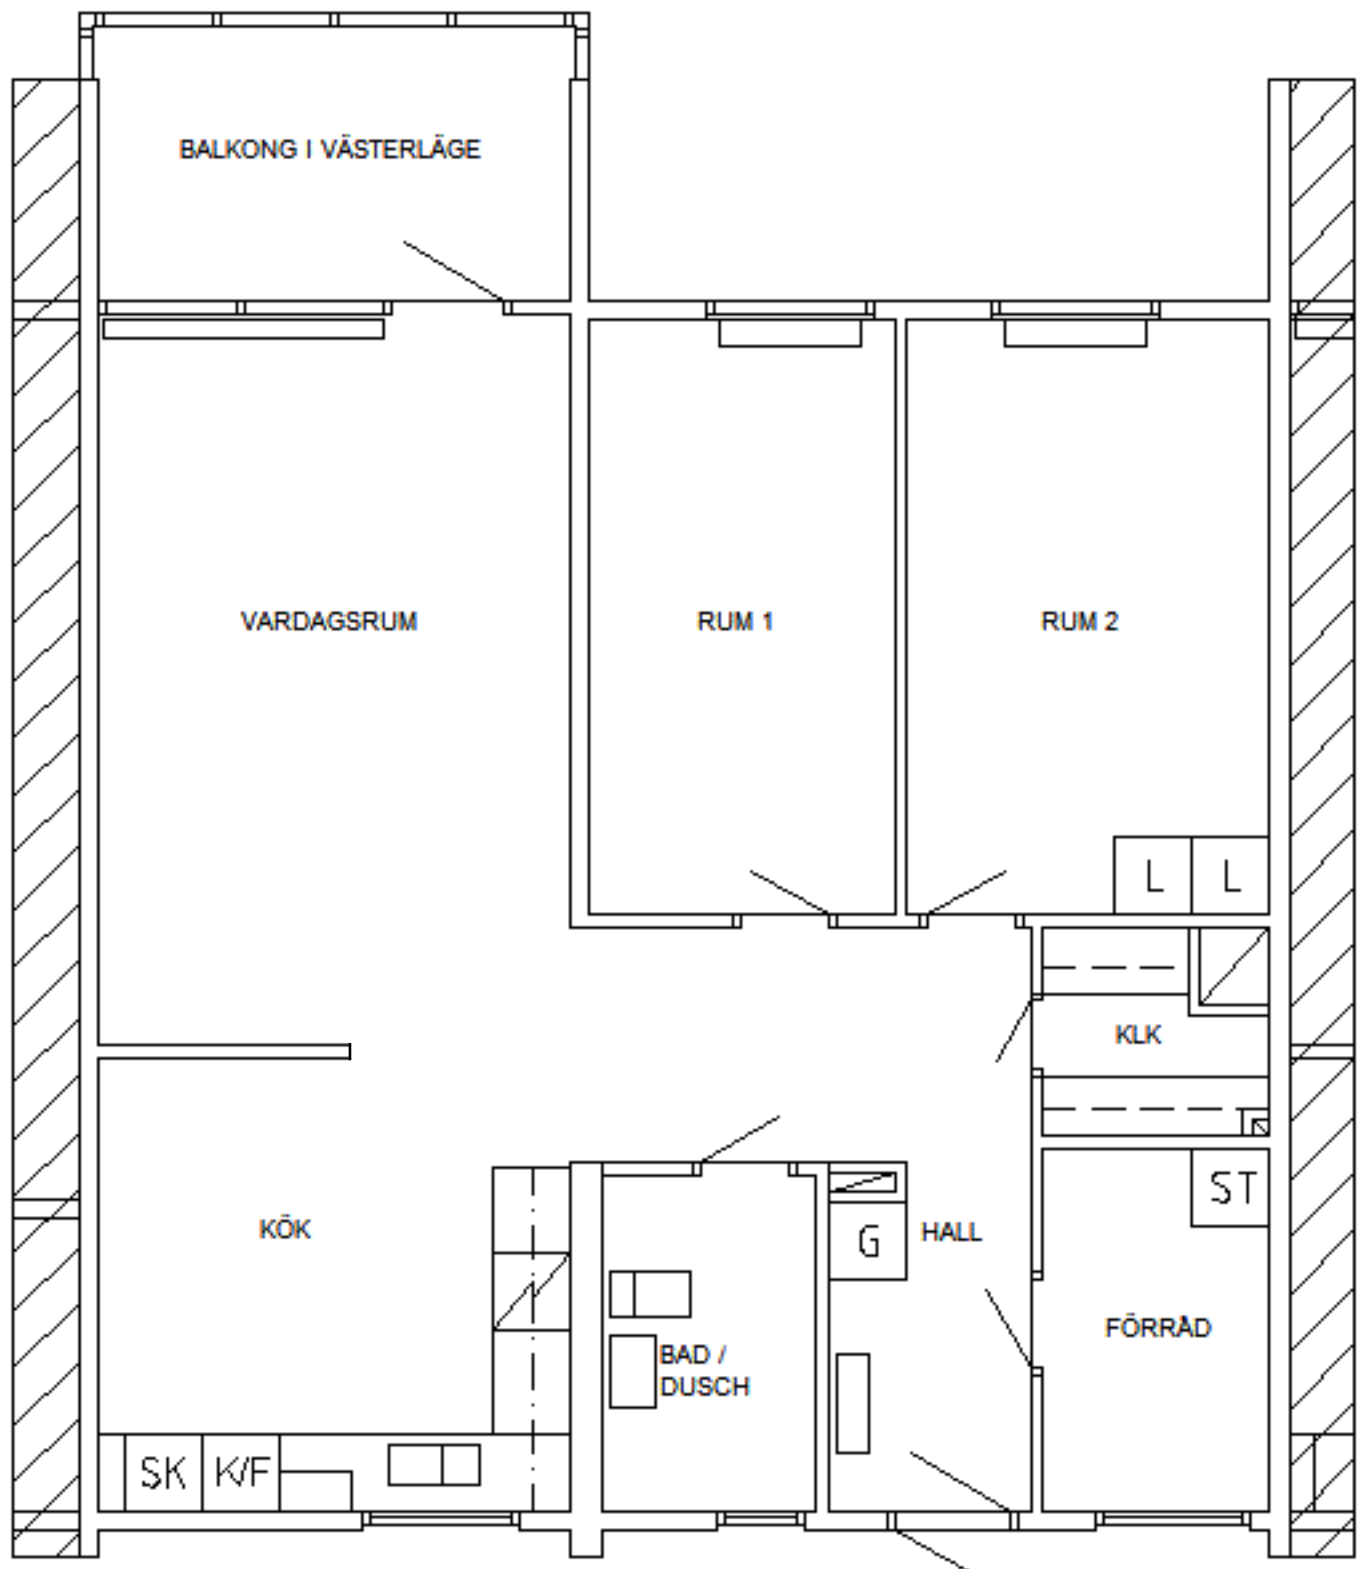 BALKONG I VÄSTERLÄGE
VARDAGSRUM
RUM 1
RUM 2
L
L
KLK
ST
KÖK
HALL
G
FÖRRÅD
BAD /
DUSCH
SK
K/F